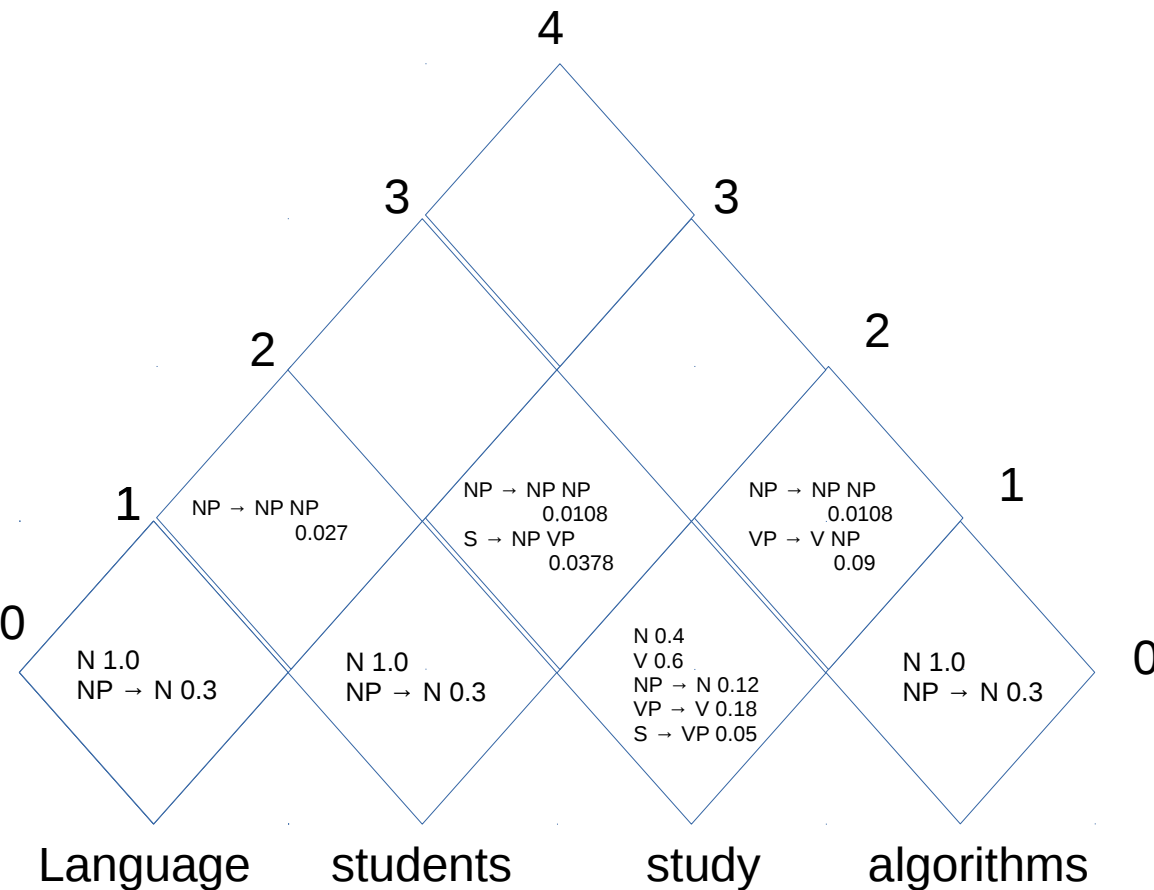 4
3
3
2
2
1
1
0
0
NP → NP NP
0.027
NP → NP NP
0.0108
S → NP VP
0.0378
NP → NP NP
0.0108
VP → V NP
0.09
N 1.0
NP → N 0.3
N 1.0
NP → N 0.3
N 0.4
V 0.6
NP → N 0.12
VP → V 0.18
S → VP 0.05
N 1.0
NP → N 0.3
Language students study algorithms